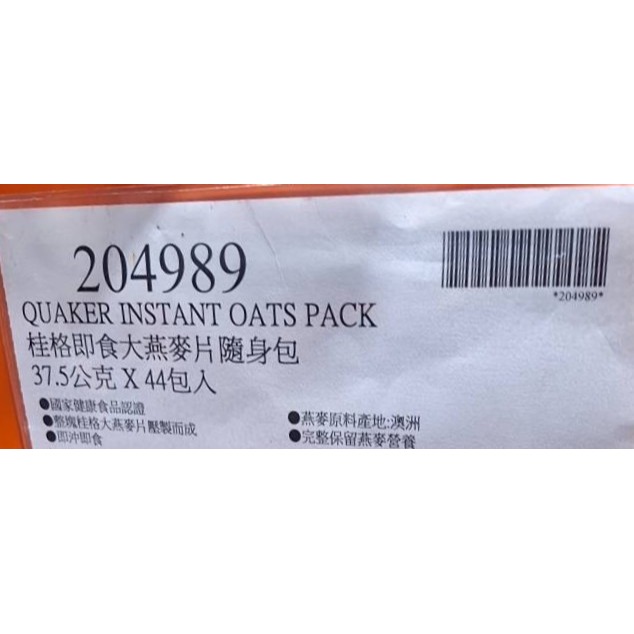 204989
*204989*
QUAKER INSTANT OATS PACK
桂格即食大燕麥片隨身包
37.5公克 X 44包入
●國家健康食品認證
●整塊桂格大燕麥片壓製而成
●即沖即食
●燕麥原料產地:澳洲
●完整保留燕麥營養